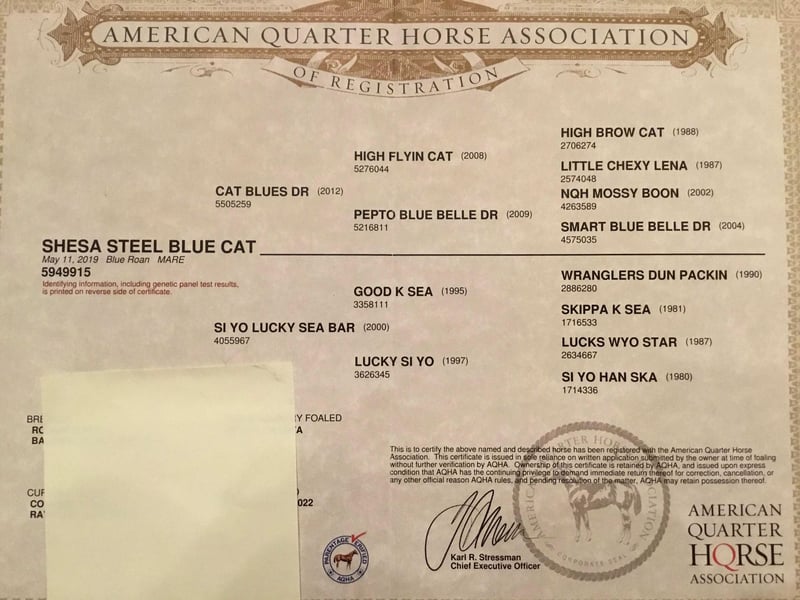 AMERICAN QUARTER HORSE ASSOCIATION
OF REGISTRATION
HIGH BROW CAT (1988)
2706274
HIGH FLYIN CAT (2008)
5276044
LITTLE CHEXY LENA (1987)
2574048
CAT BLUES DR (2012)
5505259
NQH MOSSY BOON (2002)
4263589
PEPTO BLUE BELLE DR (2009)
5216811
SMART BLUE BELLE DR (2004)
4575035
SHESA STEEL BLUE CAT
May 11, 2019 Blue Roan MARE
5949915
Identifying information, including genetic panel test results,
is printed on reverse side of certificate.
WRANGLERS DUN PACKIN (1990)
2886280
GOOD K SEA (1995)
3358111
SKIPPA K SEA (1981)
1716533
SI YO LUCKY SEA BAR (2000)
4055967
LUCKS WYO STAR (1987)
2634667
LUCKY SI YO (1997)
3626345
SI YO HAN SKA (1980)
1714336
FOALED
This is to certify the above named and described horse has been registered with the American Quarter Horse
Association. This certificate is issued in sole reliance on written application submitted by the owner at time of foaling
without further verification by AQHA. Ownership of this certificate is retained by AQHA, and issued upon express
condition that AQHA has the continuing privilege to demand immediate return thereof for correction, cancellation, or
any other official reason AQHA rules, and pending resolution of the matter, AQHA may retain possession thereof.
Karl R. Stressman
Chief Executive Officer
PARENTAGE VERIFIED
AQHA
CORPORATE SEAL
AMERICAN
QUARTER
HORSE
ASSOCIATION